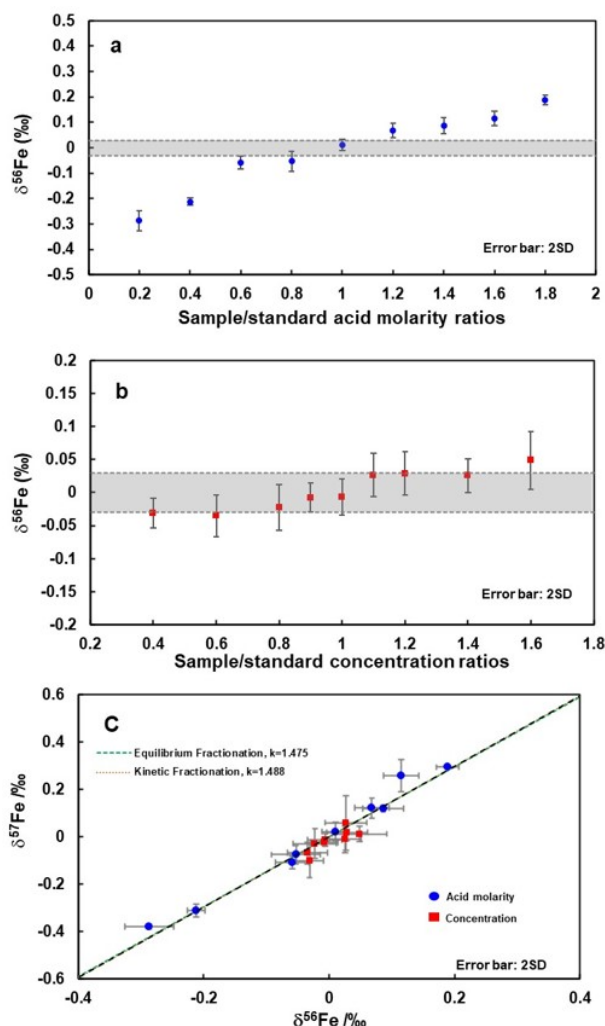 a
0.5
0.4
0.3
0.2
0.1
0
-0.1
-0.2
-0.3
-0.4
-0.5
δ⁵⁶Fe (‰)
Error bar: 2SD
0 0.2 0.4 0.6 0.8 1 1.2 1.4 1.6 1.8 2
Sample/standard acid molarity ratios
b
0.2
0.15
0.1
0.05
0
-0.05
-0.1
-0.15
-0.2
δ⁵⁶Fe (‰)
Error bar: 2SD
0.2 0.4 0.6 0.8 1 1.2 1.4 1.6 1.8
Sample/standard concentration ratios
C
0.6
0.4
0.2
0
-0.2
-0.4
-0.6
δ⁵⁷Fe /‰
Equilibrium Fractionation, k=1.475
Kinetic Fractionation, k=1.488
Acid molarity
Concentration
Error bar: 2SD
-0.4 -0.2 0 0.2 0.4
δ⁵⁶Fe /‰